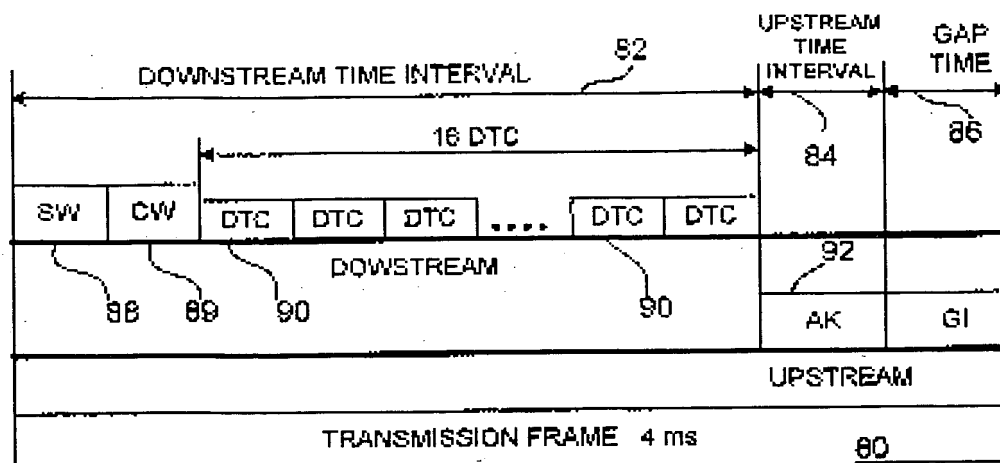 DOWNSTREAM TIME INTERVAL
82
UPSTREAM
TIME
INTERVAL
GAP
TIME
16 DTC
84
86
SW CW DTC DTC DTC .... DTC DTC
DOWSTREAM
88 89 90 90 92
AK GI
UPSTREAM
TRANSMISSION FRAME 4 ms
80